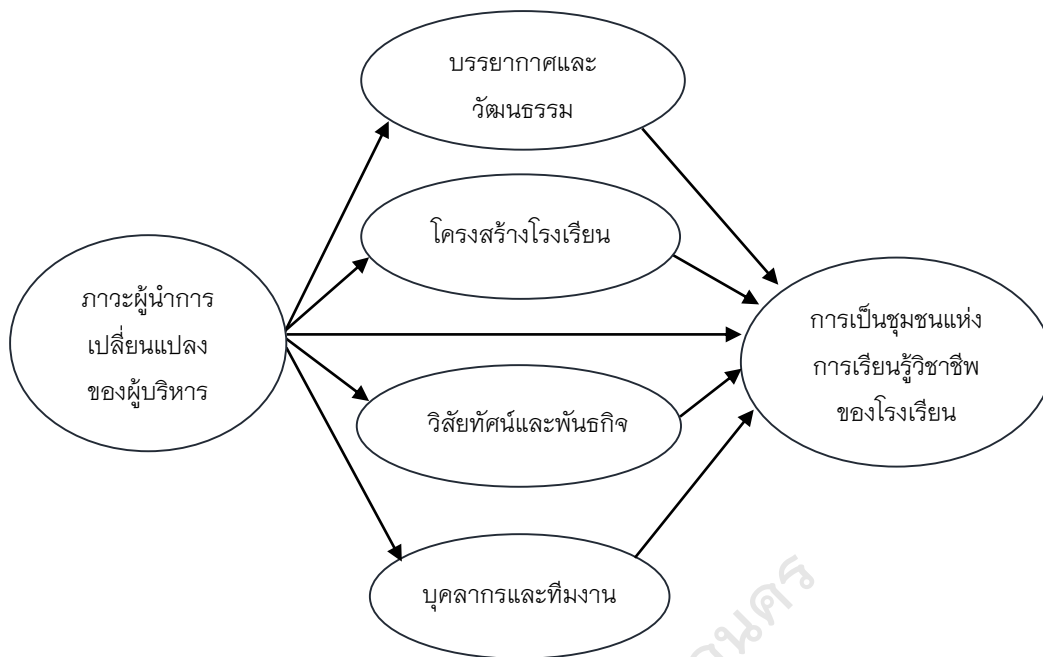 บรรยากาศและ
วัฒนธรรม
โครงสร้างโรงเรียน
ภาวะผู้นำการ
เปลี่ยนแปลง
ของผู้บริหาร
การเป็นชุมชนแห่ง
การเรียนรู้วิชาชีพ
ของโรงเรียน
วิสัยทัศน์และพันธกิจ
บุคลากรและทีมงาน